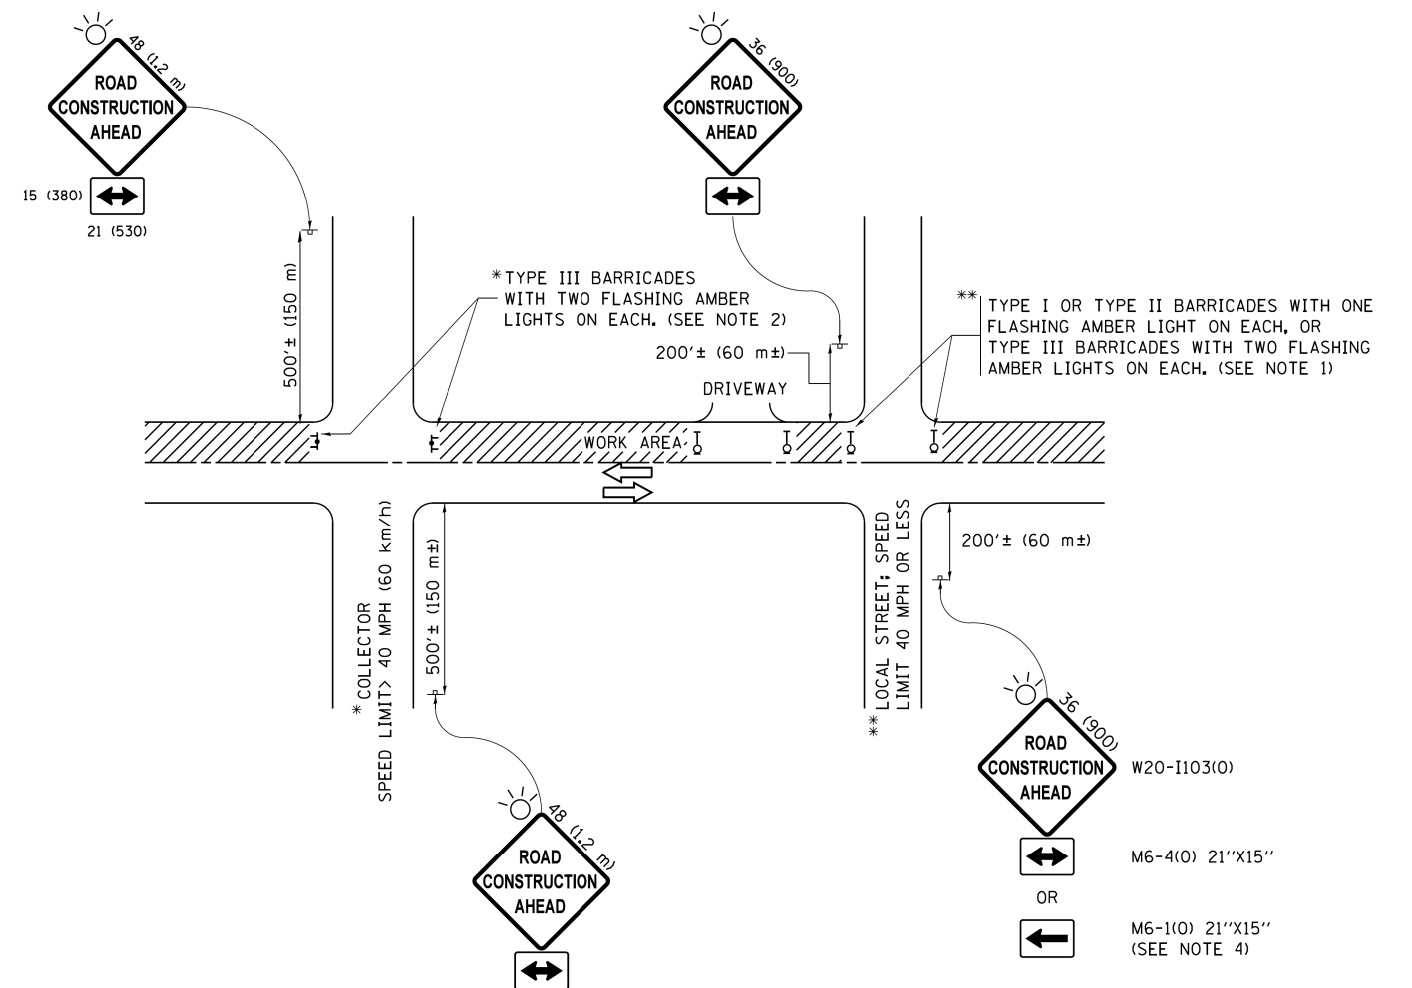 48 (1.2 m)
ROAD
CONSTRUCTION
AHEAD
15 (380)
21 (530)
36 (900)
ROAD
CONSTRUCTION
AHEAD
500'± (150 m)
*TYPE III BARRICADES
WITH TWO FLASHING AMBER
LIGHTS ON EACH. (SEE NOTE 2)
200'± (60 m±)
DRIVEWAY
** TYPE I OR TYPE II BARRICADES WITH ONE
FLASHING AMBER LIGHT ON EACH, OR
TYPE III BARRICADES WITH TWO FLASHING
AMBER LIGHTS ON EACH. (SEE NOTE 1)
WORK AREA
* COLLECTOR
SPEED LIMIT> 40 MPH (60 km/h)
500'± (150 m±)
** LOCAL STREET; SPEED
LIMIT 40 MPH OR LESS
200'± (60 m±)
48 (1.2 m)
ROAD
CONSTRUCTION
AHEAD
36 (900)
ROAD
CONSTRUCTION
AHEAD
W20-I103(O)
M6-4(O) 21''X15''
OR
M6-1(O) 21''X15''
(SEE NOTE 4)